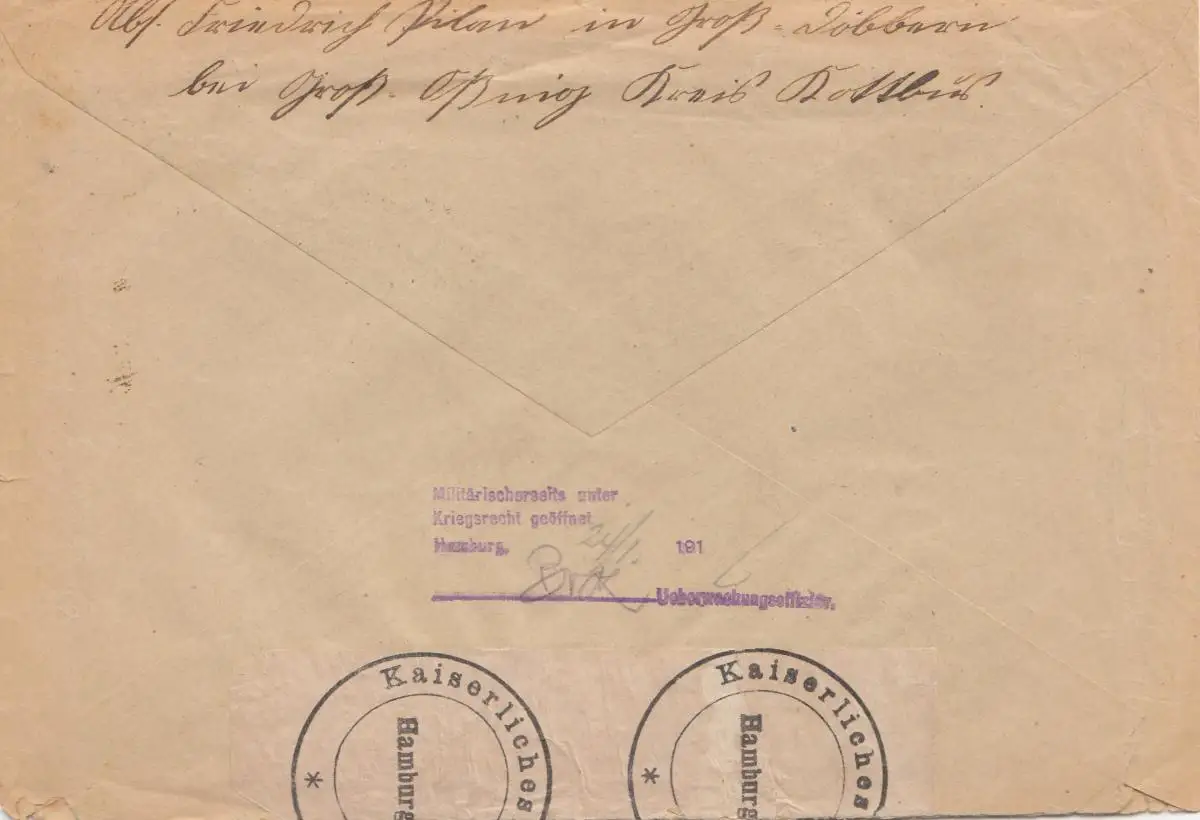 Abs. Friedrich Pilan in Groß-Döbbern
bei Groß-Oßnig Kreis Kottbus.
Militärischerseits unter
Kriegsrecht geöffnet
Hamburg, 191
Ueberwachungsoffizier.
Kaiserliches
Hamburg
*
Kaiserliches
Hamburg
*